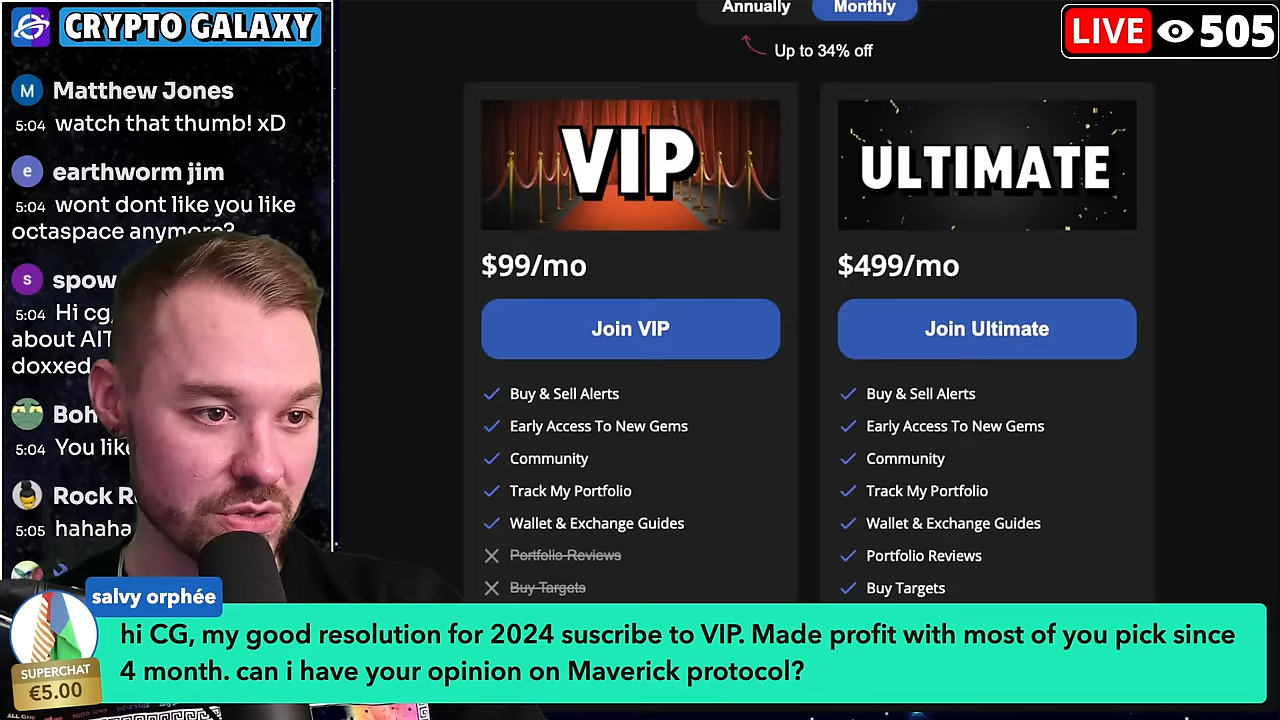 CRYPTO GALAXY
LIVE 505
M Matthew Jones
5:04 watch that thumb! xD
e earthworm jim
5:04 wont dont like you like
octaspace anymore?
s spow
5:04 Hi cg,
about AIT
doxxed
Boh
5:04 You like
Rock R
5:05 hahaha
Annually Monthly
Up to 34% off
VIP
$99/mo
Join VIP
Buy & Sell Alerts
Early Access To New Gems
Community
Track My Portfolio
Wallet & Exchange Guides
Portfolio Reviews
Buy Targets
ULTIMATE
$499/mo
Join Ultimate
Buy & Sell Alerts
Early Access To New Gems
Community
Track My Portfolio
Wallet & Exchange Guides
Portfolio Reviews
Buy Targets
salvy orphée
hi CG, my good resolution for 2024 suscribe to VIP. Made profit with most of you pick since
4 month. can i have your opinion on Maverick protocol?
SUPERCHAT
€5.00